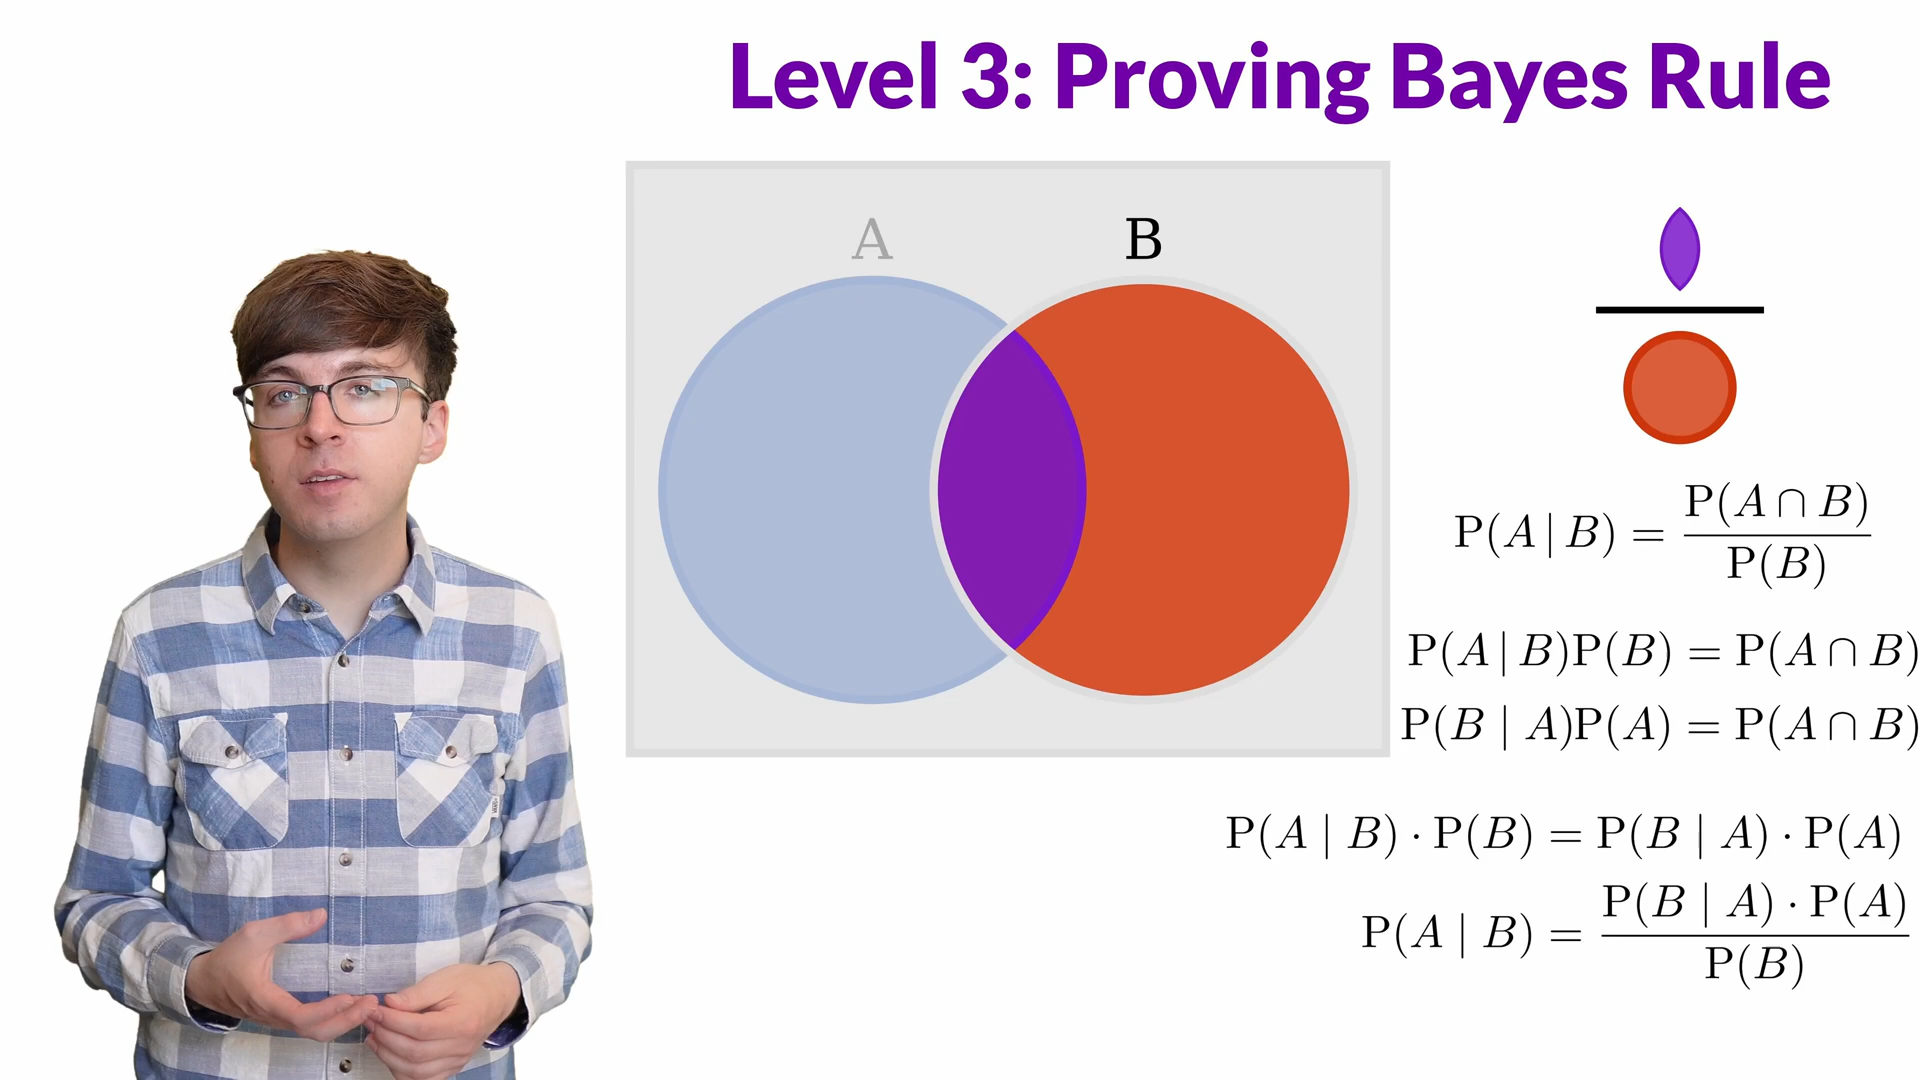 Level 3: Proving Bayes Rule
A B
P(A | B) = P(A ∩ B) / P(B)
P(A | B)P(B) = P(A ∩ B)
P(B | A)P(A) = P(A ∩ B)
P(A | B) · P(B) = P(B | A) · P(A)
P(A | B) = P(B | A) · P(A) / P(B)